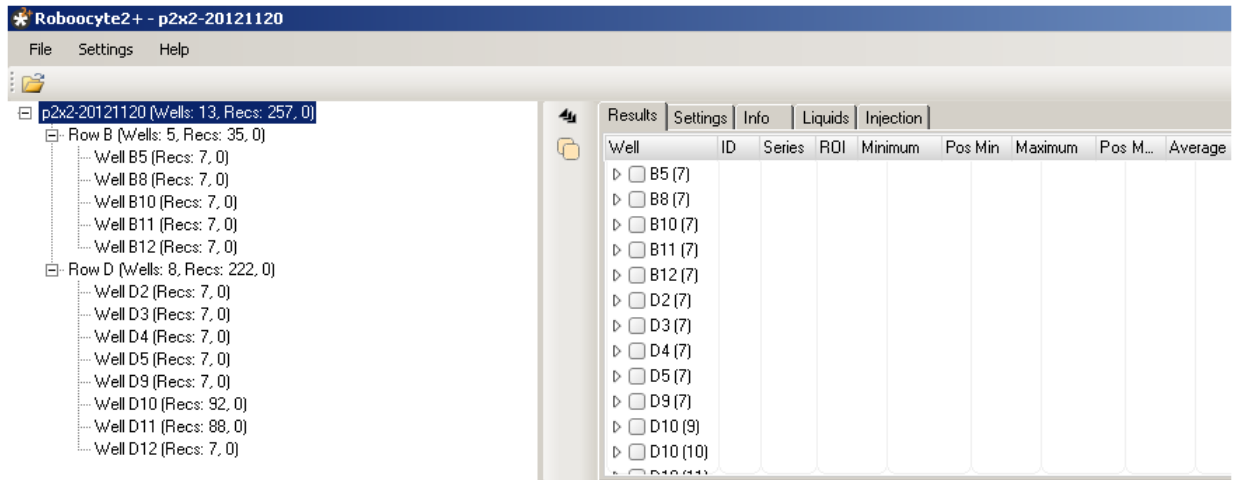 Roboocyte2+ - p2x2-20121120
File Settings Help
p2x2-20121120 (Wells: 13, Recs: 257, 0)
Row B (Wells: 5, Recs: 35, 0)
Well B5 (Recs: 7, 0)
Well B8 (Recs: 7, 0)
Well B10 (Recs: 7, 0)
Well B11 (Recs: 7, 0)
Well B12 (Recs: 7, 0)
Row D (Wells: 8, Recs: 222, 0)
Well D2 (Recs: 7, 0)
Well D3 (Recs: 7, 0)
Well D4 (Recs: 7, 0)
Well D5 (Recs: 7, 0)
Well D9 (Recs: 7, 0)
Well D10 (Recs: 92, 0)
Well D11 (Recs: 88, 0)
Well D12 (Recs: 7, 0)
Results Settings Info Liquids Injection
Well ID Series ROI Minimum Pos Min Maximum Pos M... Average
B5 (7)
B8 (7)
B10 (7)
B11 (7)
B12 (7)
D2 (7)
D3 (7)
D4 (7)
D5 (7)
D9 (7)
D10 (9)
D10 (10)